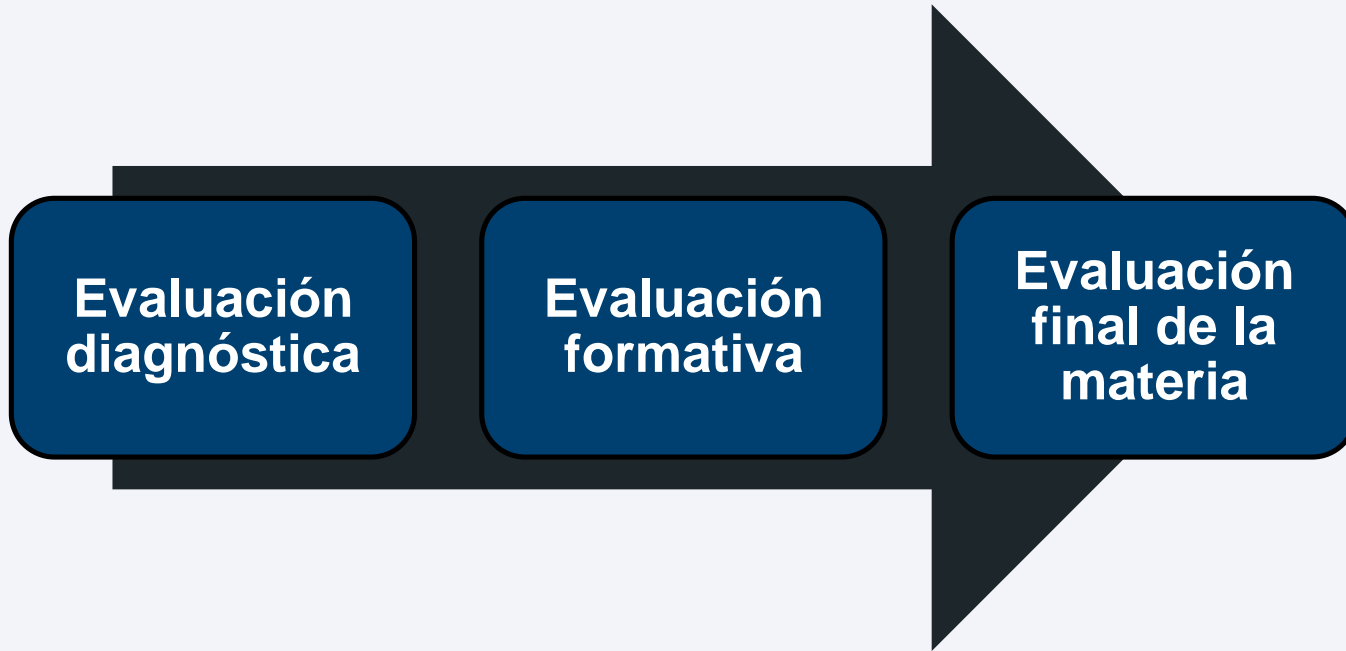 Evaluación
diagnóstica
Evaluación
formativa
Evaluación
final de la
materia